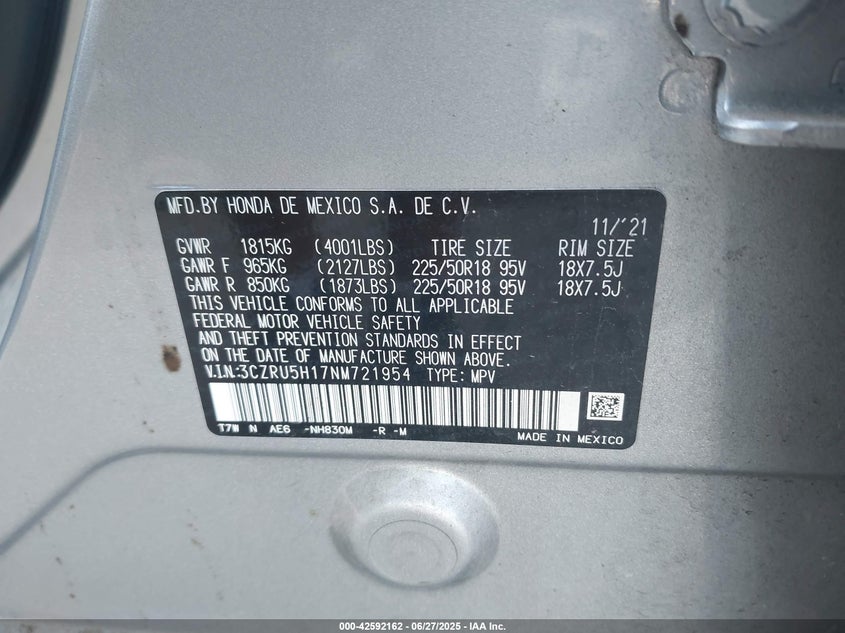 MFD.BY HONDA DE MEXICO S.A. DE C.V.
11/'21
GVWR 1815KG (4001LBS) TIRE SIZE RIM SIZE
GAWR F 965KG (2127LBS) 225/50R18 95V 18X7.5J
GAWR R 850KG (1873LBS) 225/50R18 95V 18X7.5J
THIS VEHICLE CONFORMS TO ALL APPLICABLE
FEDERAL MOTOR VEHICLE SAFETY
AND THEFT PREVENTION STANDARDS IN EFFECT
ON THE DATE OF MANUFACTURE SHOWN ABOVE.
V.I.N:3CZRU5H17NM721954 TYPE: MPV
T7W N AE6 -NH830M -R -M
MADE IN MEXICO
000-42592162 - 06/27/2025 - IAA Inc.